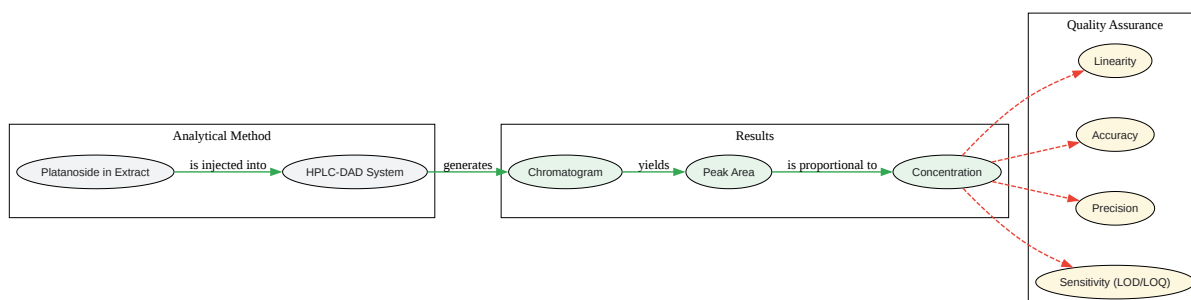 Quality Assurance
Linearity
Analytical Method
Results
Accuracy
Platanoside in Extract
is injected into
HPLC-DAD System
generates
Chromatogram
yields
Peak Area
is proportional to
Concentration
Precision
Sensitivity (LOD/LOQ)